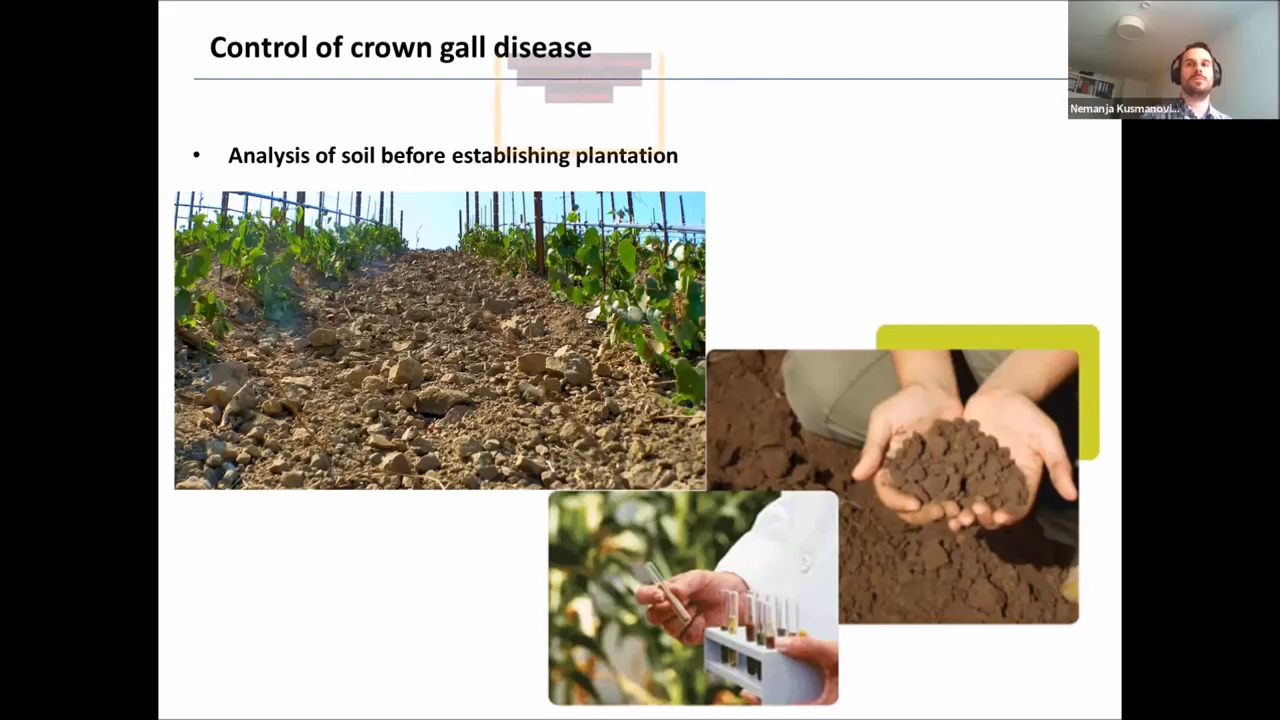 Control of crown gall disease
Nemanja Kusmanovi...
• Analysis of soil before establishing plantation